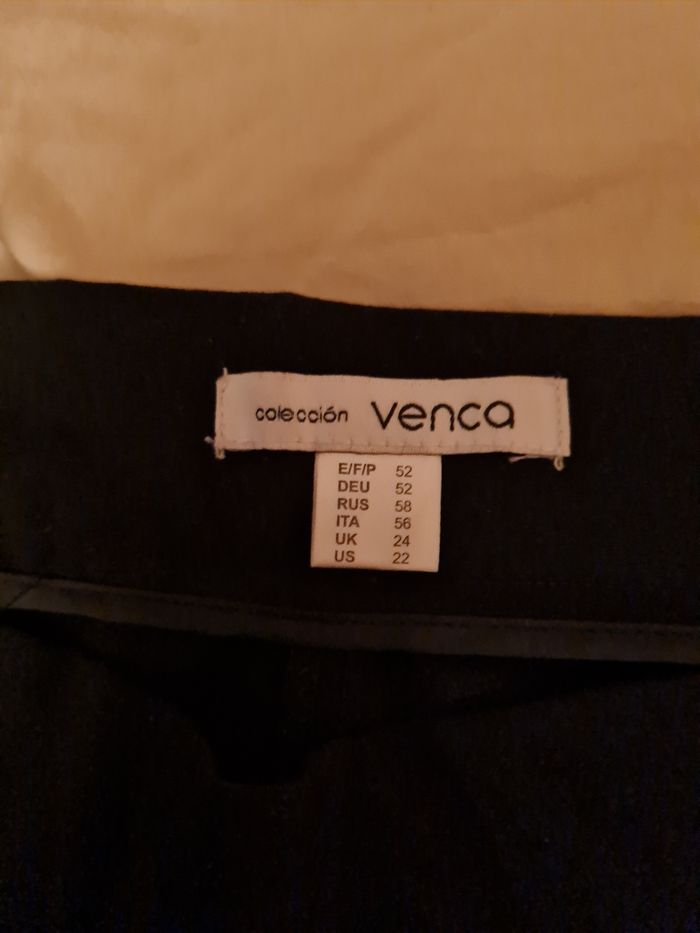 colección venca
E/F/P 52
DEU 52
RUS 58
ITA 56
UK 24
US 22